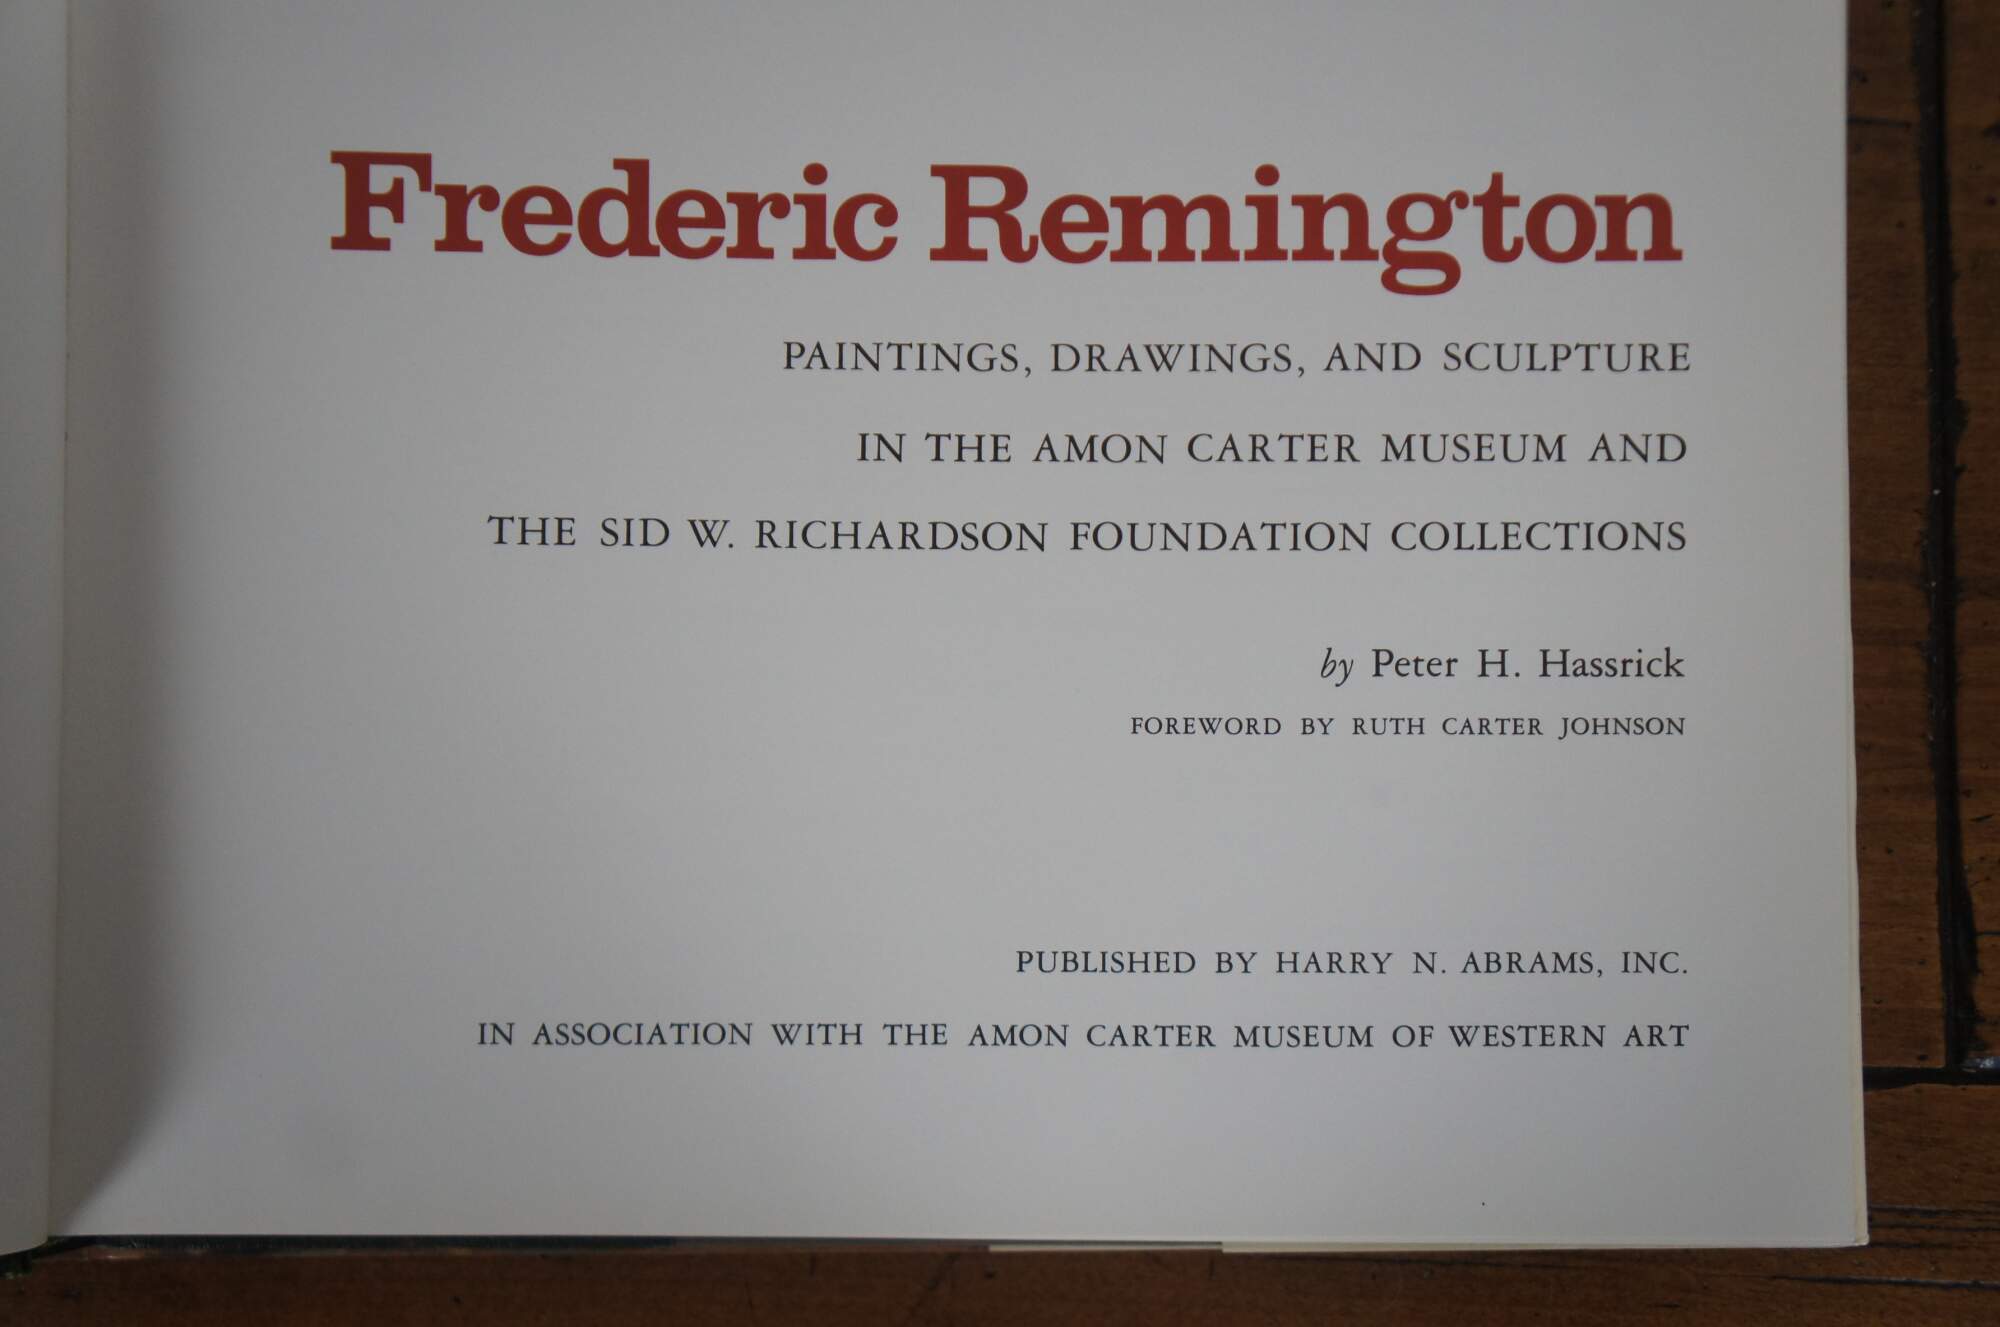 Frederic Remington
PAINTINGS, DRAWINGS, AND SCULPTURE
IN THE AMON CARTER MUSEUM AND
THE SID W. RICHARDSON FOUNDATION COLLECTIONS
by Peter H. Hassrick
FOREWORD BY RUTH CARTER JOHNSON
PUBLISHED BY HARRY N. ABRAMS, INC.
IN ASSOCIATION WITH THE AMON CARTER MUSEUM OF WESTERN ART